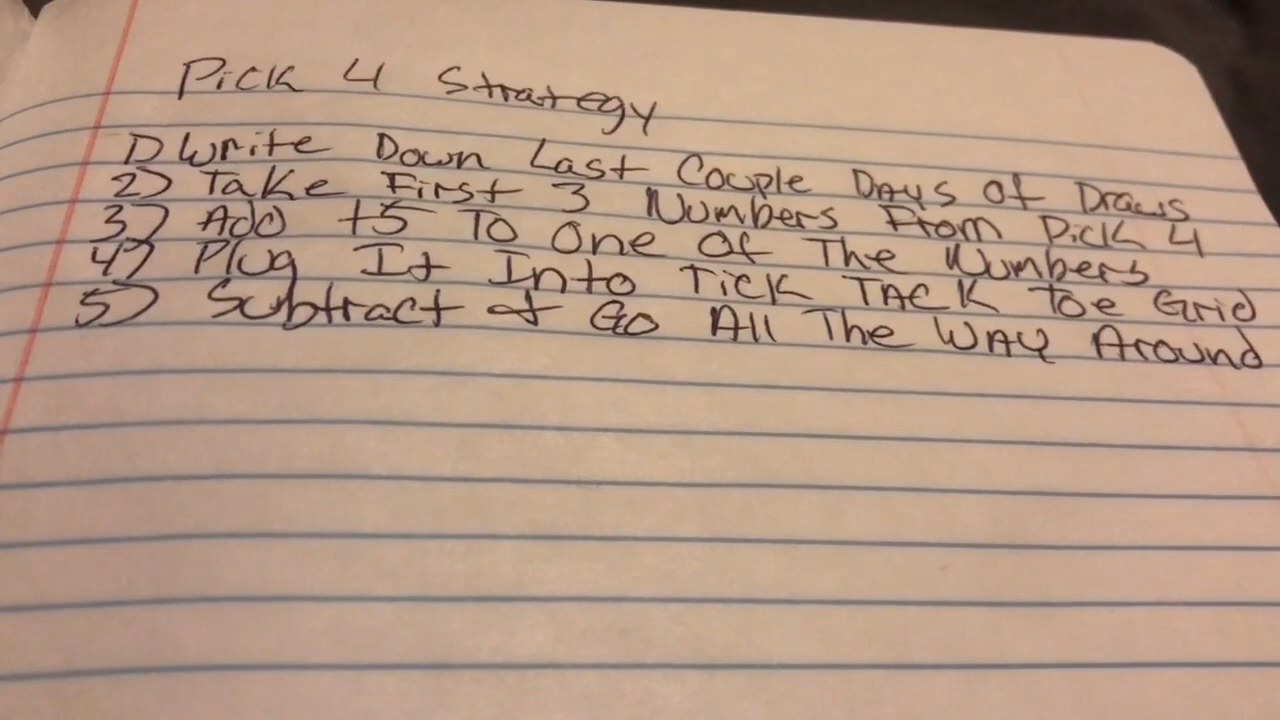 Pick 4 Strategy
1) Write Down Last Couple Days of Draws
2) Take First 3 Numbers From Pick 4
3) Add +5 To One Of The Numbers
4) Plug It Into Tick Tack Toe Grid
5) Subtract & Go All The Way Around